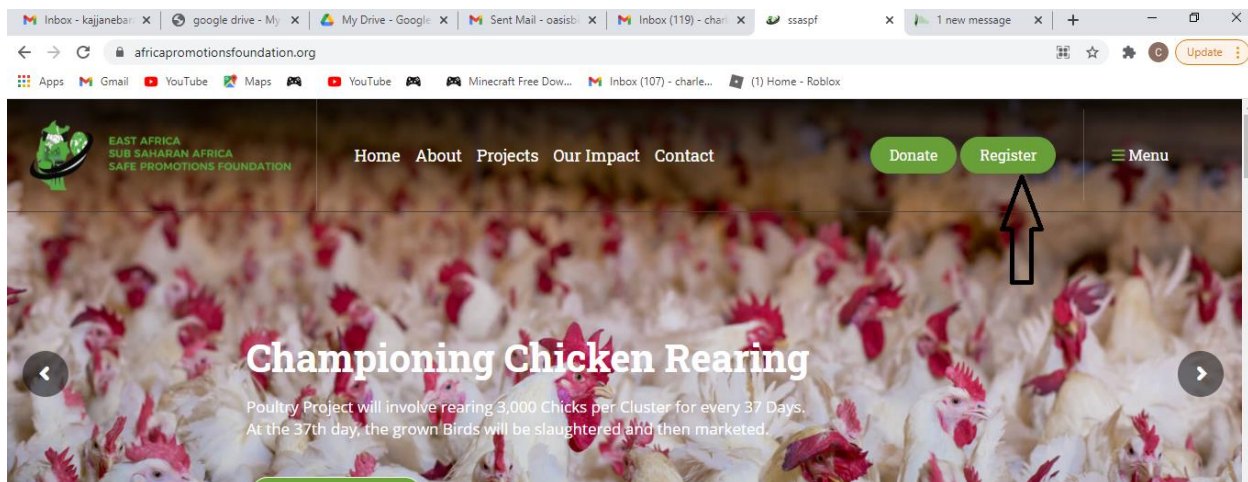 Inbox - kajjaneban
google drive - My
My Drive - Google
Sent Mail - oasisbi
Inbox (119) - charl
ssaspf
1 new message
africapromotionsfoundation.org
C
Update
Apps
Gmail
YouTube
Maps
YouTube
Minecraft Free Dow...
Inbox (107) - charle...
(1) Home - Roblox
EAST AFRICA
SUB SAHARAN AFRICA
SAFE PROMOTIONS FOUNDATION
Home About Projects Our Impact Contact
Donate
Register
Menu
Championing Chicken Rearing
Poultry Project will involve rearing 3,000 Chicks per Cluster for every 37 Days.
At the 37th day, the grown Birds will be slaughtered and then marketed.